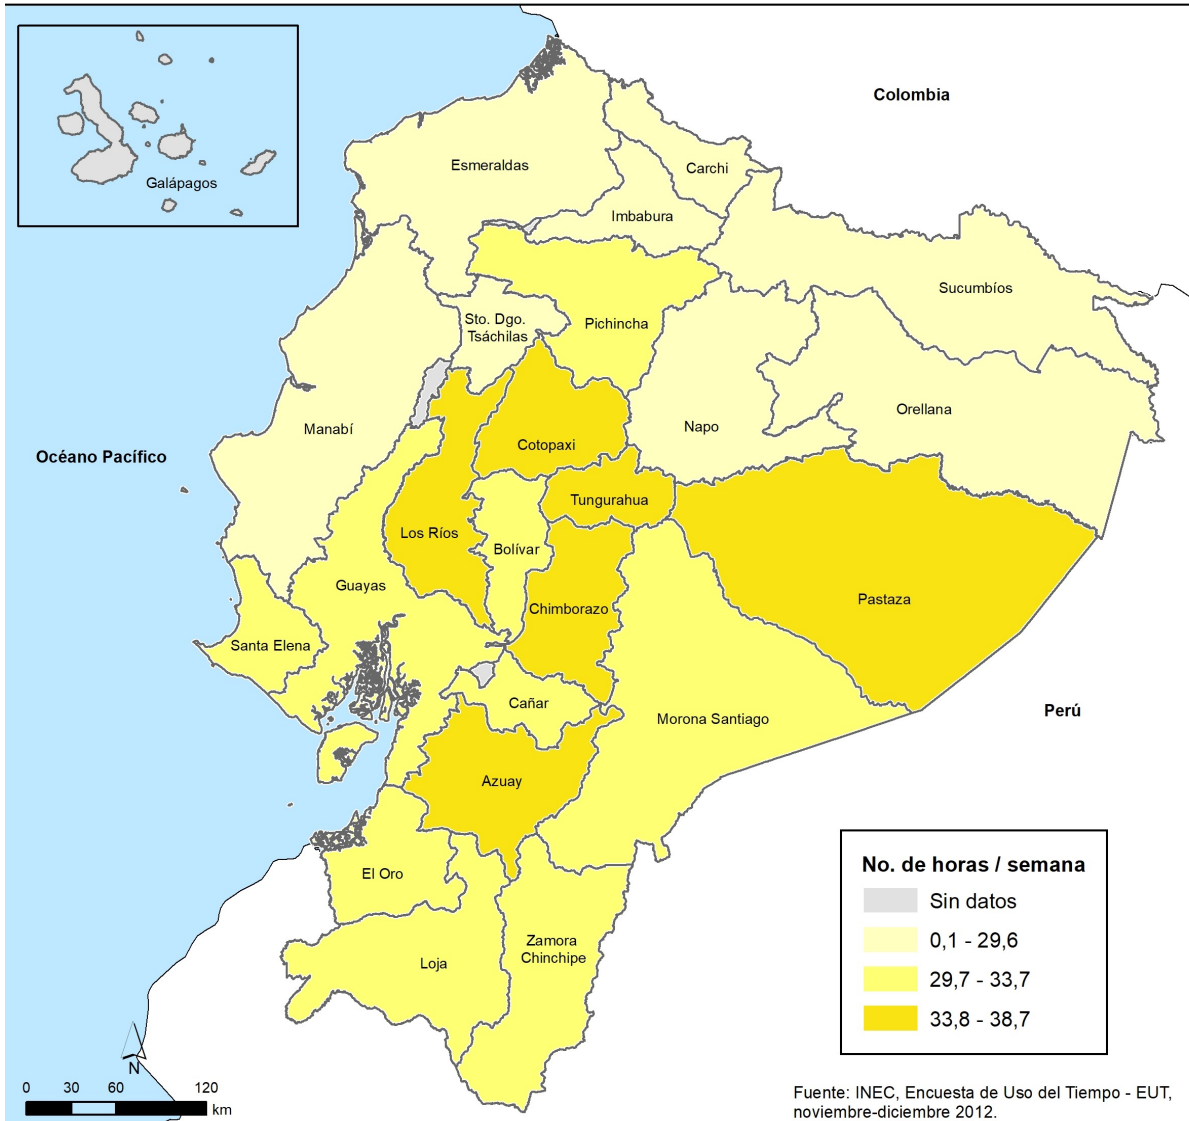 Colombia
Esmeraldas
Carchi
Galápagos
Imbabura
Sucumbíos
Sto. Dgo.
Tsáchilas
Pichincha
Orellana
Manabí
Napo
Cotopaxi
Océano Pacífico
Tungurahua
Los Ríos
Bolívar
Guayas
Pastaza
Chimborazo
Santa Elena
Cañar
Morona Santiago
Perú
Azuay
El Oro
Zamora
Chinchipe
Loja
No. de horas / semana
Sin datos
0,1 - 29,6
29,7 - 33,7
33,8 - 38,7
N
0 30 60 120
km
Fuente: INEC, Encuesta de Uso del Tiempo - EUT,
noviembre-diciembre 2012.